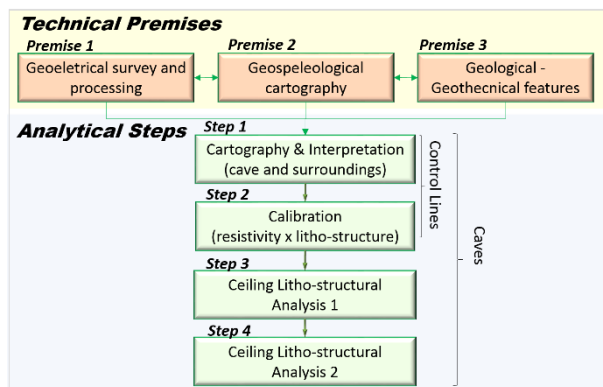 Technical Premises
Premise 1
Premise 2
Premise 3
Geoeletrical survey and
processing
Geospeleological
cartography
Geological -
Geothecnical features
Analytical Steps
Step 1
Cartography & Interpretation
(cave and surroundings)
Step 2
Calibration
(resistivity x litho-structure)
Step 3
Ceiling Litho-structural
Analysis 1
Step 4
Ceiling Litho-structural
Analysis 2
Control Lines
Caves